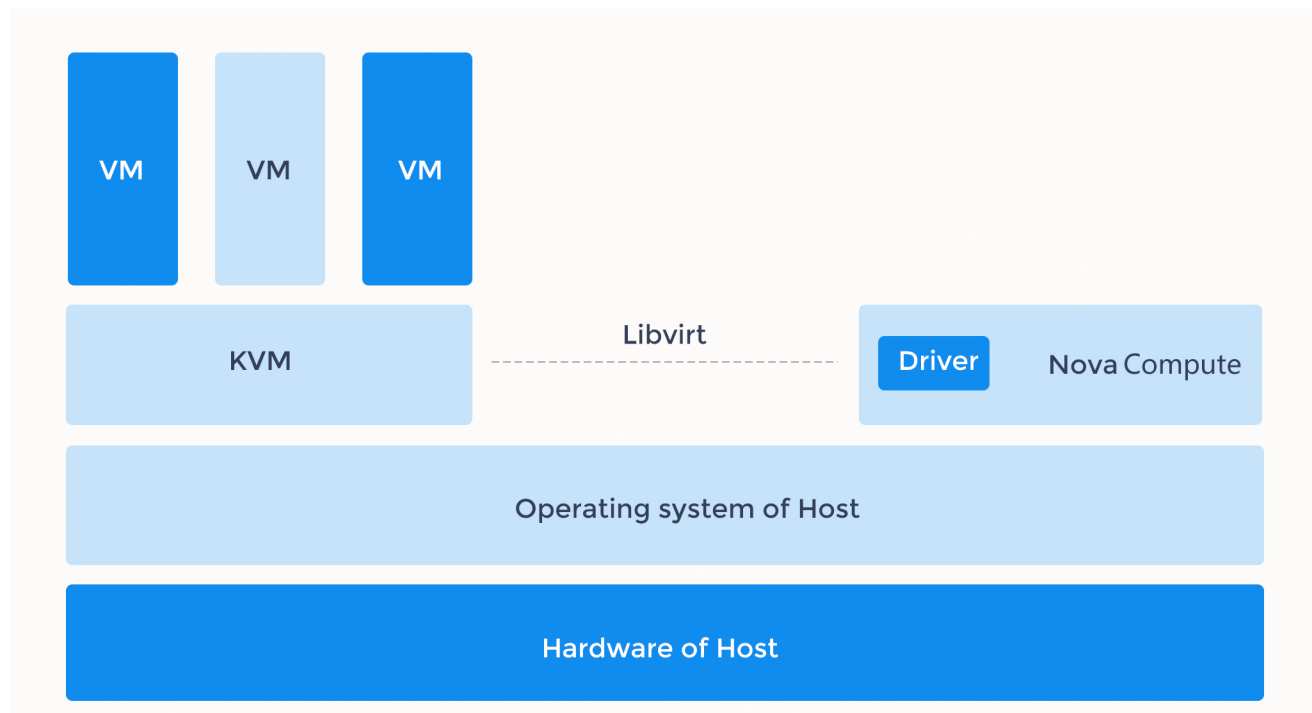 VM
VM
VM
KVM
Libvirt
Driver
Nova Compute
Operating system of Host
Hardware of Host